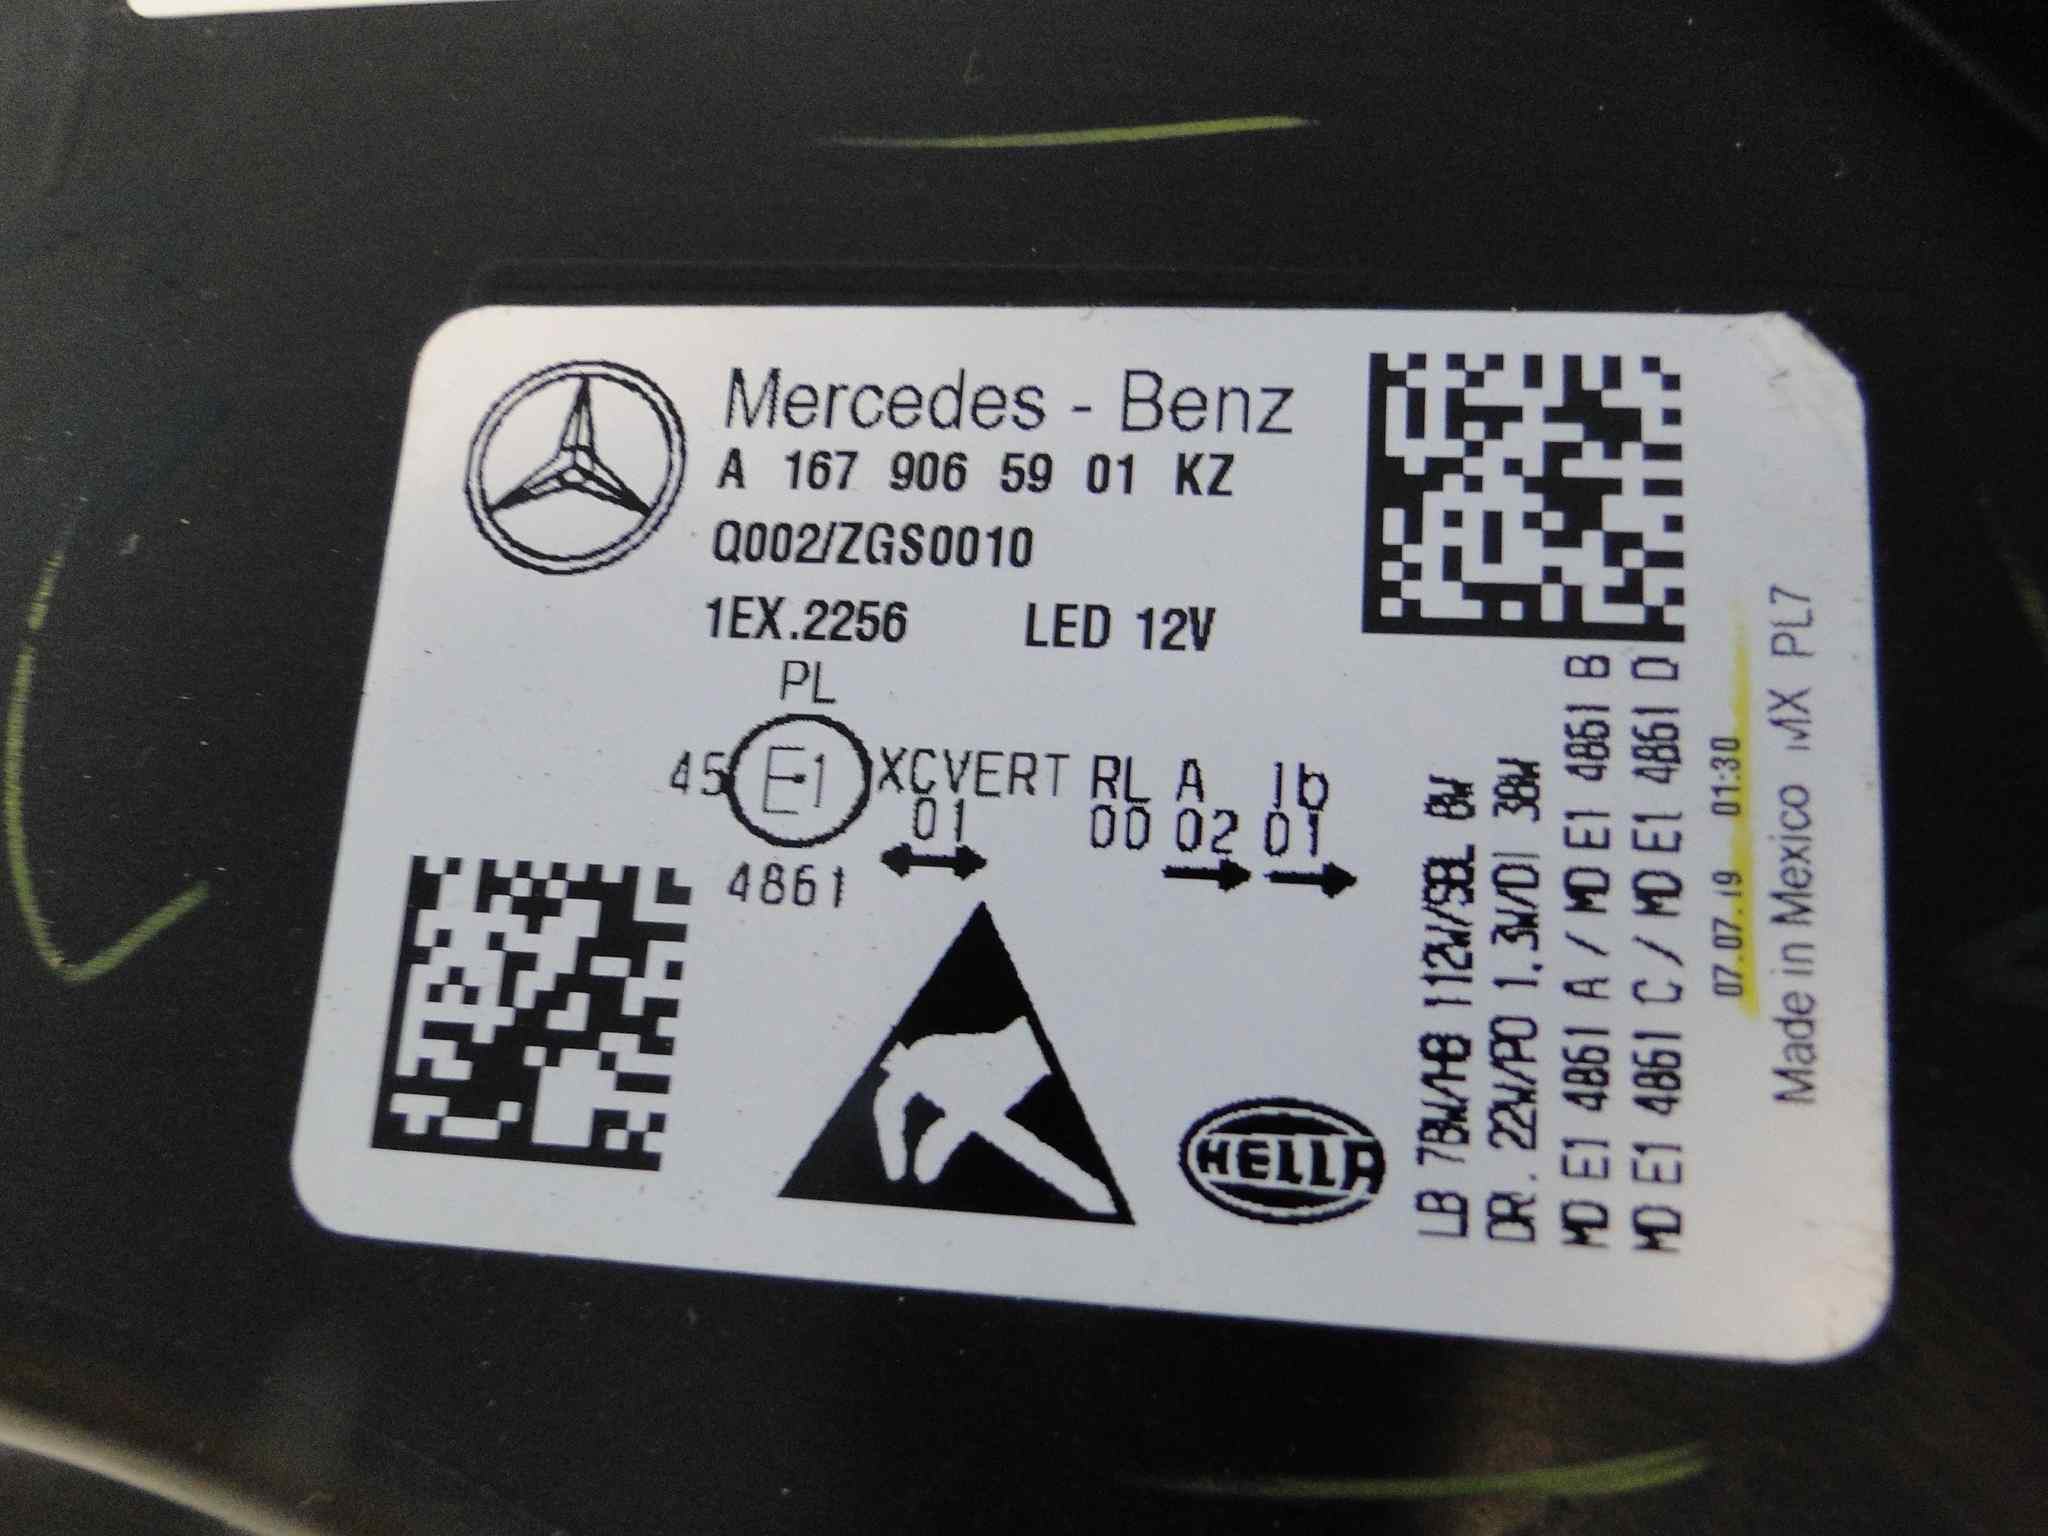 Mercedes - Benz
A 167 906 59 01 KZ
Q002/ZGS0010
1EX.2256 LED 12V
PL
45 E1 XCVERT RL A Ib
01 00 02 01
4861
HELLA
LB 78W/HB 112W/SBL 8W
DR. 22W/PO 1.3W/DI 38W
MD E1 4861 A / MD E1 4861 B
MD E1 4861 C / MD E1 4861 D
07.07.19 01:30
Made in Mexico MX PL7